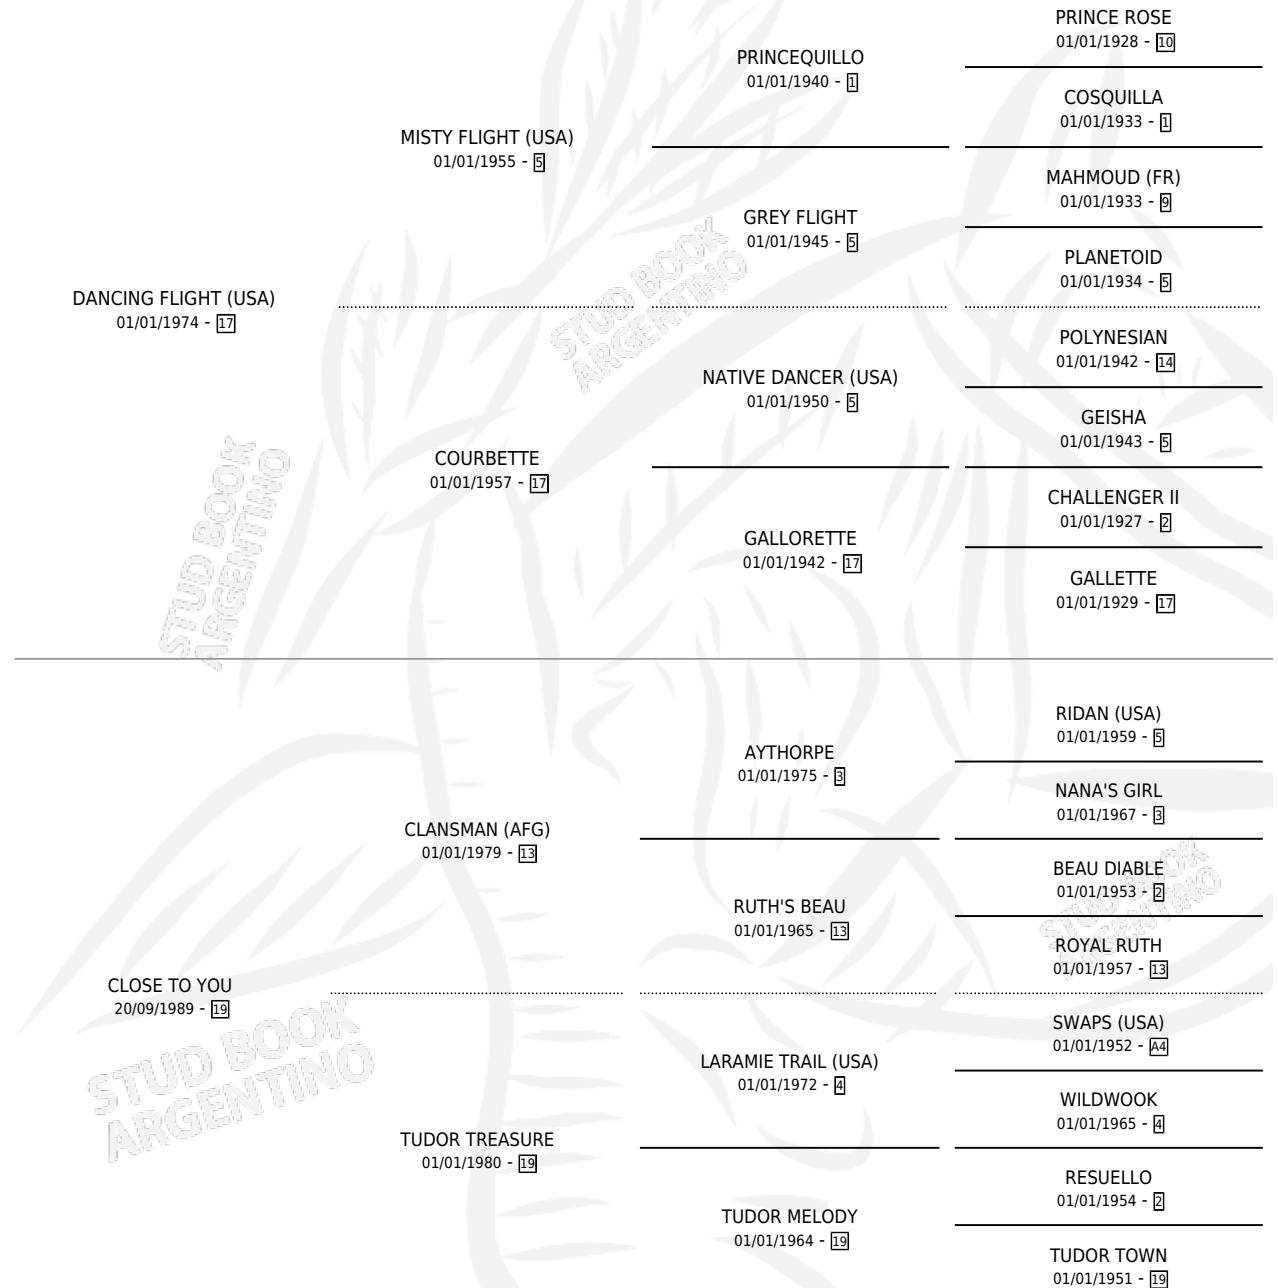 PRINCE ROSE
01/01/1928 - 10
PRINCEQUILLO
01/01/1940 - 1
COSQUILLA
01/01/1933 - 1
MISTY FLIGHT (USA)
01/01/1955 - 5
MAHMOUD (FR)
01/01/1933 - 9
GREY FLIGHT
01/01/1945 - 5
PLANETOID
01/01/1934 - 5
DANCING FLIGHT (USA)
01/01/1974 - 17
POLYNESIAN
01/01/1942 - 14
NATIVE DANCER (USA)
01/01/1950 - 5
GEISHA
01/01/1943 - 5
COURBETTE
01/01/1957 - 17
CHALLENGER II
01/01/1927 - 2
GALLORETTE
01/01/1942 - 17
GALLETTE
01/01/1929 - 17
RIDAN (USA)
01/01/1959 - 5
AYTHORPE
01/01/1975 - 3
NANA'S GIRL
01/01/1967 - 3
CLANSMAN (AFG)
01/01/1979 - 13
BEAU DIABLE
01/01/1953 - 2
RUTH'S BEAU
01/01/1965 - 13
ROYAL RUTH
01/01/1957 - 13
CLOSE TO YOU
20/09/1989 - 19
SWAPS (USA)
01/01/1952 - A4
LARAMIE TRAIL (USA)
01/01/1972 - 4
WILDWOOK
01/01/1965 - 4
TUDOR TREASURE
01/01/1980 - 19
RESUELLO
01/01/1954 - 2
TUDOR MELODY
01/01/1964 - 19
TUDOR TOWN
01/01/1951 - 19
STUD BOOK
ARGENTINO
STUD BOOK
ARGENTINO
STUD BOOK
ARGENTINO
STUD BOOK
ARGENTINO